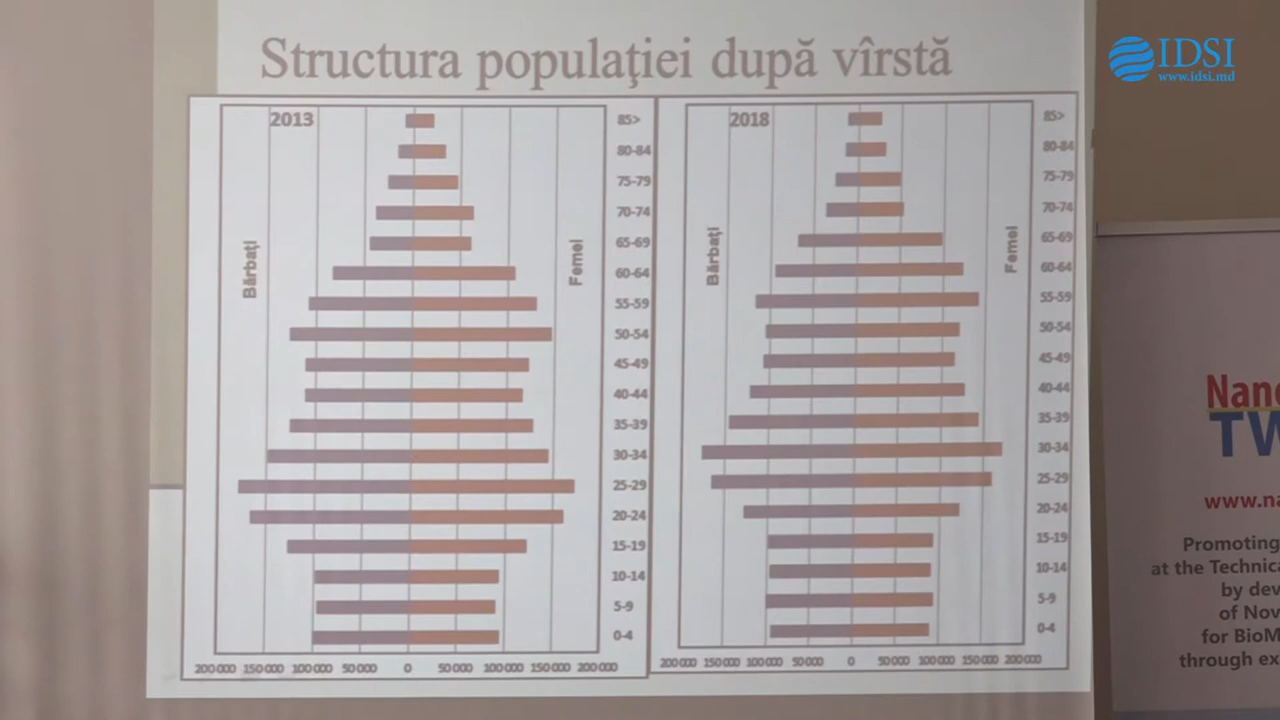 Structura populaţiei după vîrstă
IDSI
www.idsi.md
2013
85>
80-84
75-79
70-74
65-69
60-64
55-59
50-54
45-49
40-44
35-39
30-34
25-29
20-24
15-19
10-14
5-9
0-4
Bărbaţi
Femei
200 000 150 000 100 000 50 000 0 50 000 100 000 150 000 200 000
2018
85>
80-84
75-79
70-74
65-69
60-64
55-59
50-54
45-49
40-44
35-39
30-34
25-29
20-24
15-19
10-14
5-9
0-4
Bărbaţi
Femei
200 000 150 000 100 000 50 000 0 50 000 100 000 150 000 200 000
Nano
TW
www.na
Promoting
at the Technica
by dev
of Nov
for BioM
through ex